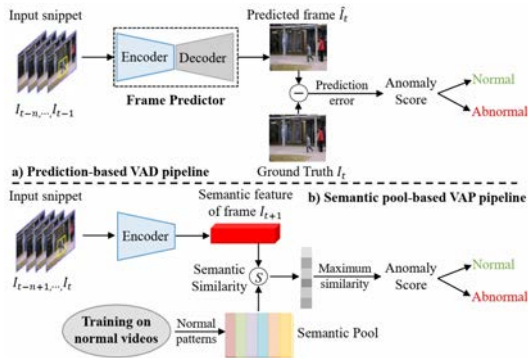 Input snippet
Predicted frame Î_t
Encoder
Decoder
Frame Predictor
I_{t-n},...,I_{t-1}
Prediction error
Anomaly Score
Normal
Abnormal
Ground Truth I_t
a) Prediction-based VAD pipeline
b) Semantic pool-based VAP pipeline
Input snippet
Semantic feature of frame I_{t+1}
Encoder
I_{t-n+1},...,I_t
Semantic Similarity
S
Maximum similarity
Anomaly Score
Normal
Abnormal
Training on normal videos
Normal patterns
Semantic Pool